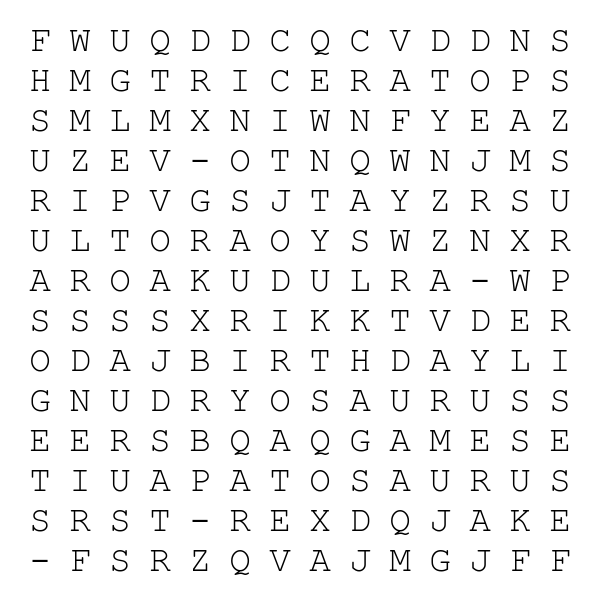 F W U Q D D C Q C V D D N S
H M G T R I C E R A T O P S
S M L M X N I W N F Y E A Z
U Z E V - O T N Q W N J M S
R I P V G S J T A Y Z R S U
U L T O R A O Y S W Z N X R
A R O A K U D U L R A - W P
S S S S X R I K K T V D E R
O D A J B I R T H D A Y L I
G N U D R Y O S A U R U S S
E E R S B Q A Q G A M E S E
T I U A P A T O S A U R U S
S R S T - R E X D Q J A K E
- F S R Z Q V A J M G J F F